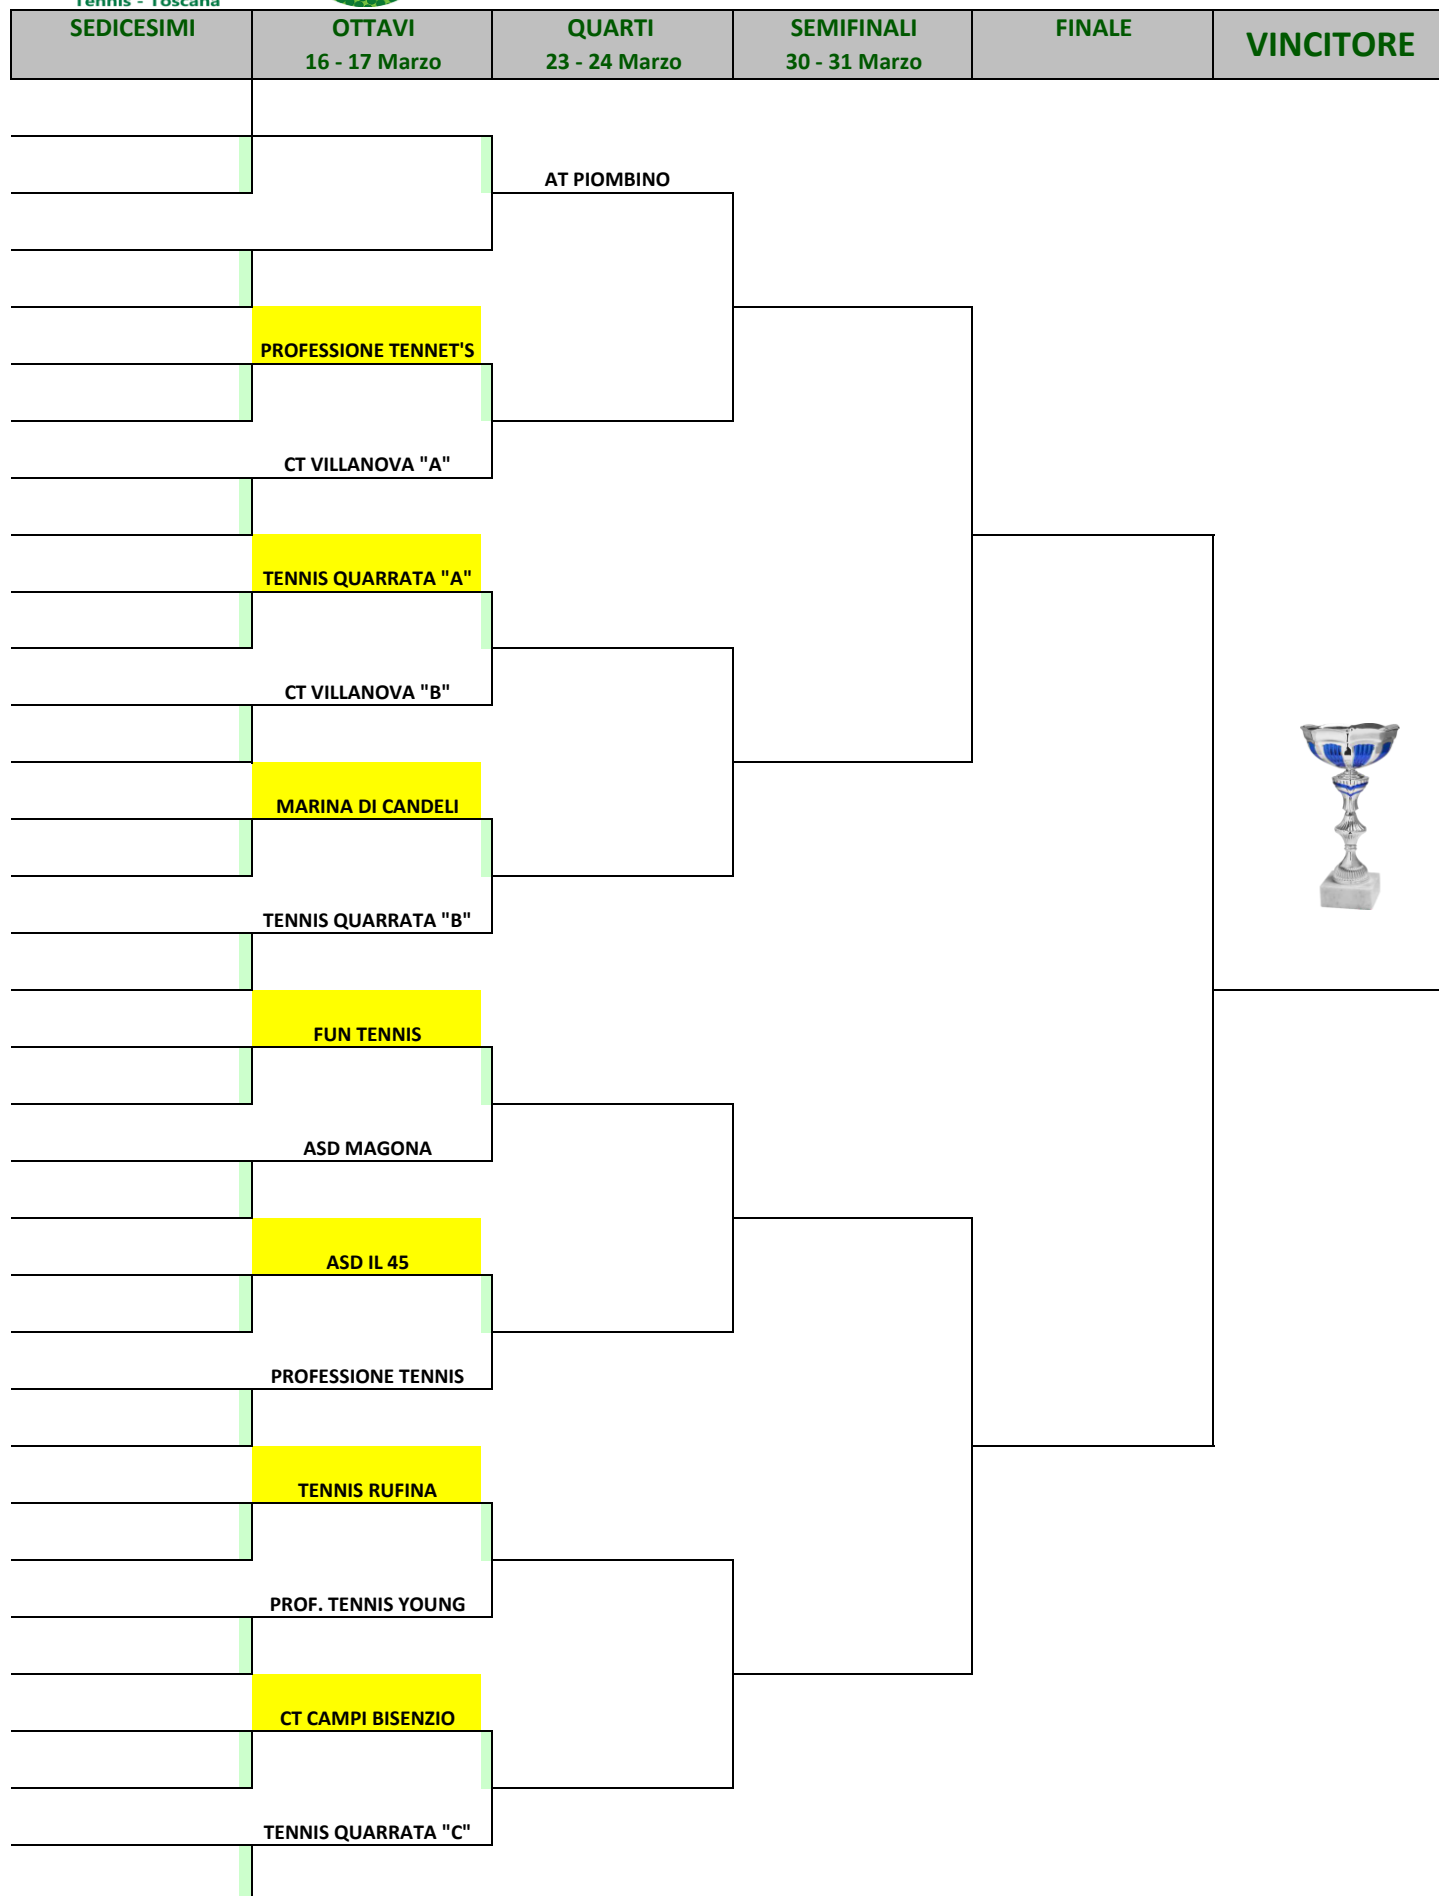 Tennis - Toscana
SEDICESIMI
OTTAVI
16 - 17 Marzo
QUARTI
23 - 24 Marzo
SEMIFINALI
30 - 31 Marzo
FINALE
VINCITORE
AT PIOMBINO
PROFESSIONE TENNET'S
CT VILLANOVA "A"
TENNIS QUARRATA "A"
CT VILLANOVA "B"
MARINA DI CANDELI
TENNIS QUARRATA "B"
FUN TENNIS
ASD MAGONA
ASD IL 45
PROFESSIONE TENNIS
TENNIS RUFINA
PROF. TENNIS YOUNG
CT CAMPI BISENZIO
TENNIS QUARRATA "C"